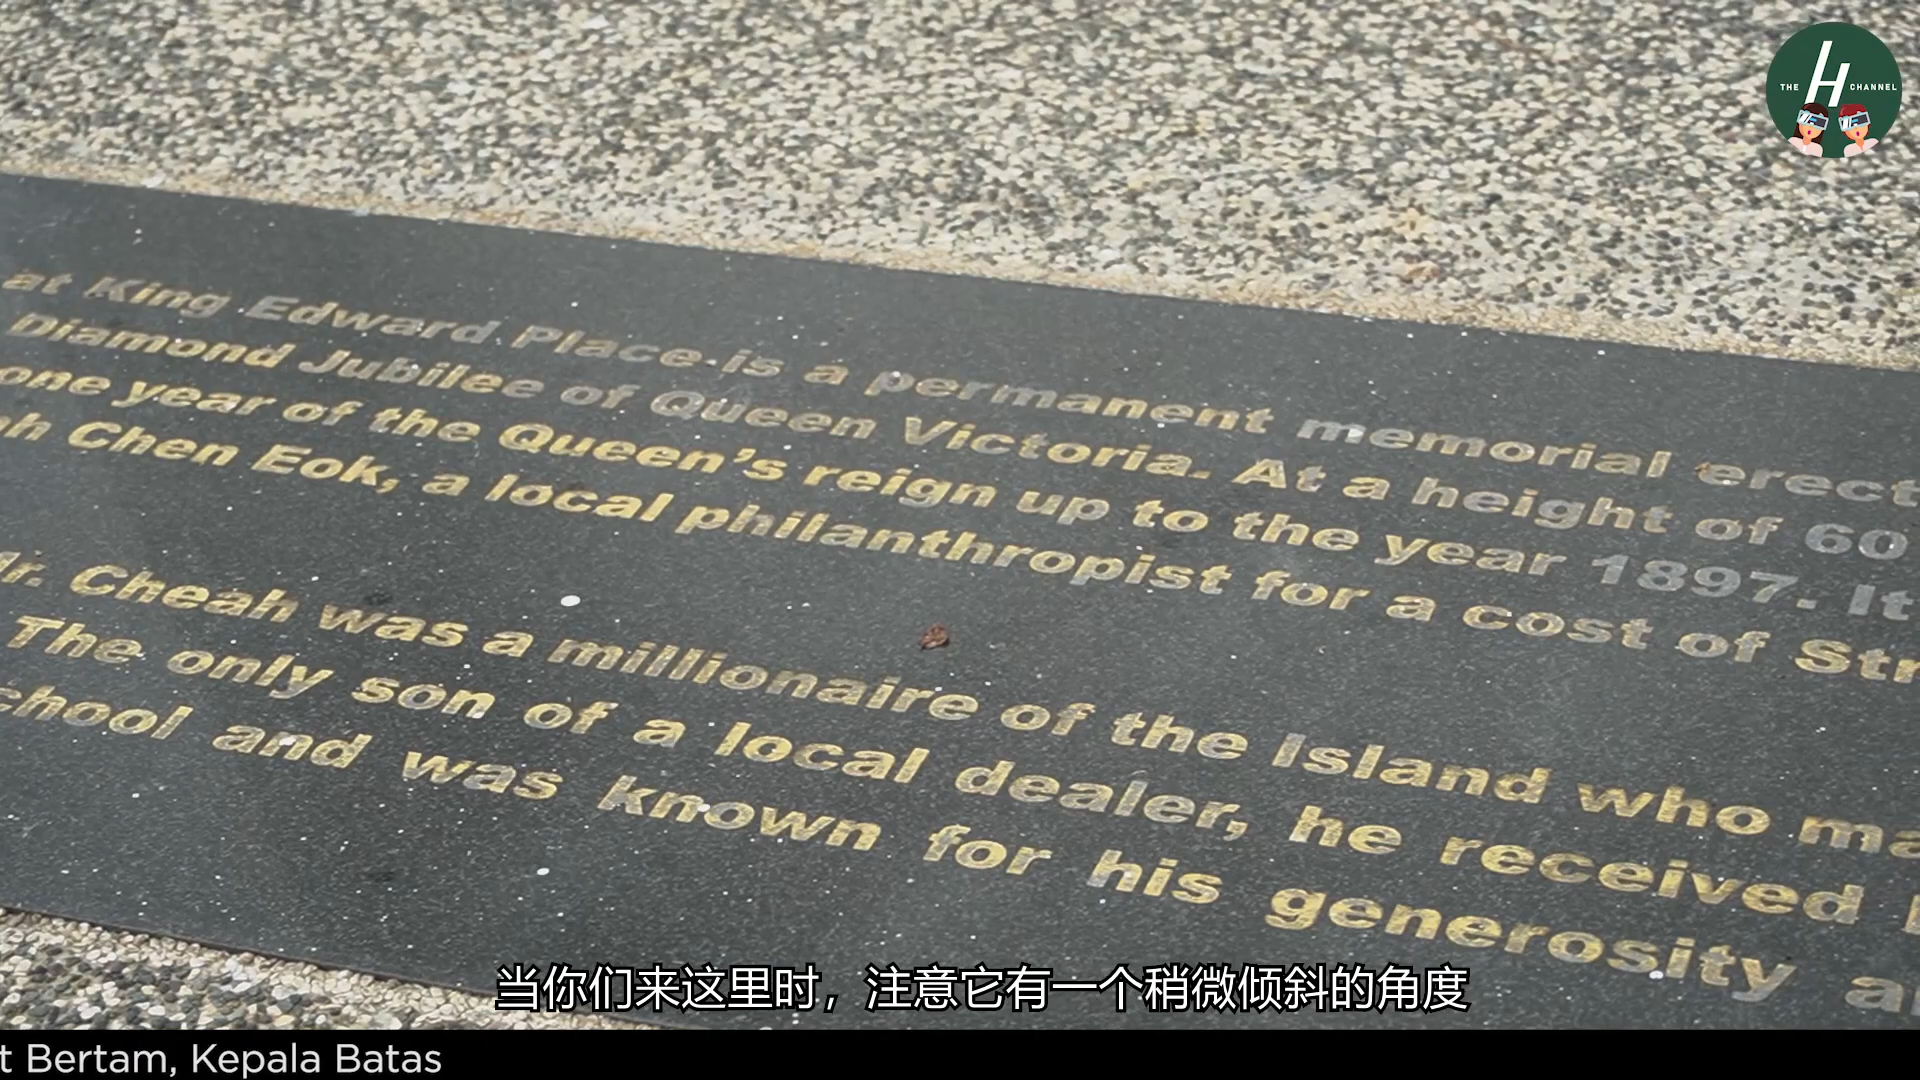 THE H CHANNEL
at King Edward Place is a permanent memorial
Diamond Jubilee of Queen Victoria. At a height of 60
one year of the Queen's reign up to the year 1897. It
Chen Eok, a local philanthropist for a cost of
Cheah was a millionaire of the Island who
The only son of a local dealer, he received
and was known for his generosity
当你们来这里时，注意它有一个稍微倾斜的角度
Bertam, Kepala Batas